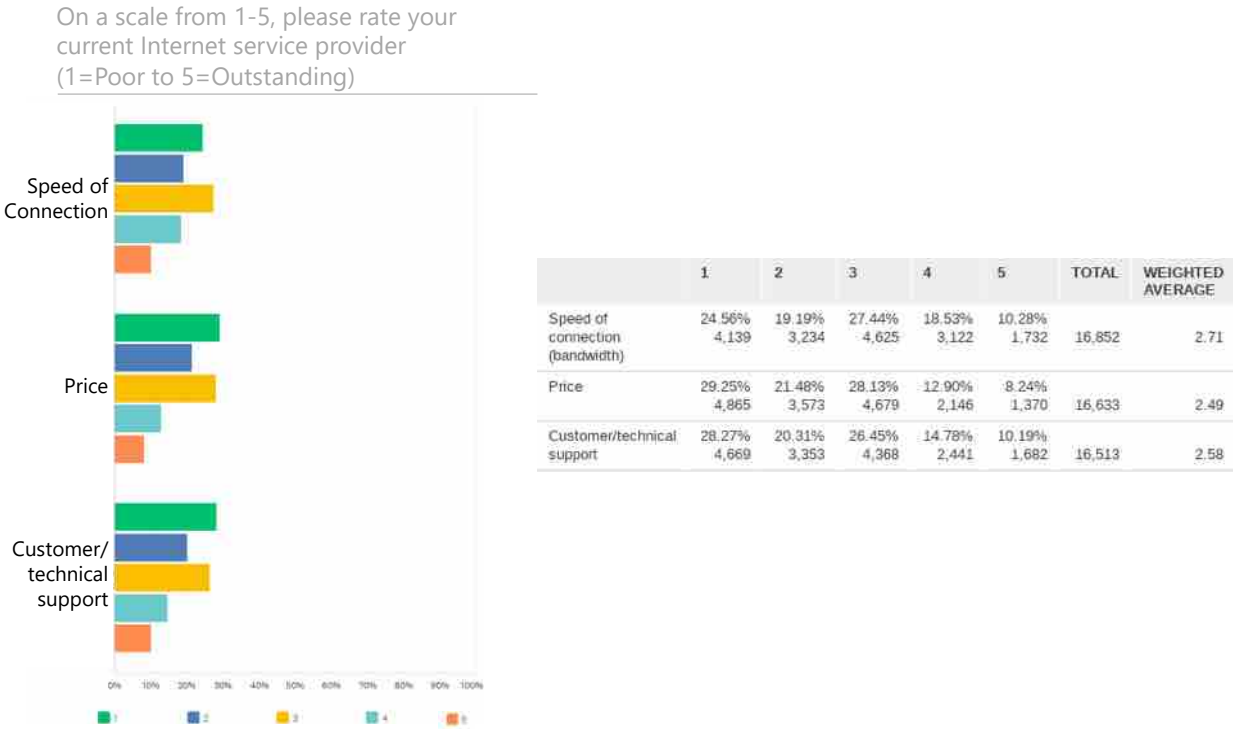 On a scale from 1-5, please rate your
current Internet service provider
(1=Poor to 5=Outstanding)
Speed of
Connection
Price
Customer/
technical
support
0% 10% 20% 30% 40% 50% 60% 70% 80% 90% 100%
1 2 3 4 5
1 2 3 4 5 TOTAL WEIGHTED
AVERAGE
Speed of 24.56% 19.19% 27.44% 18.53% 10.28%
connection 4,139 3,234 4,625 3,122 1,732 16,852 2.71
(bandwidth)
Price 29.25% 21.48% 28.13% 12.90% 8.24%
4,865 3,573 4,679 2,146 1,370 16,633 2.49
Customer/technical 28.27% 20.31% 26.45% 14.78% 10.19%
support 4,669 3,353 4,368 2,441 1,682 16,513 2.58